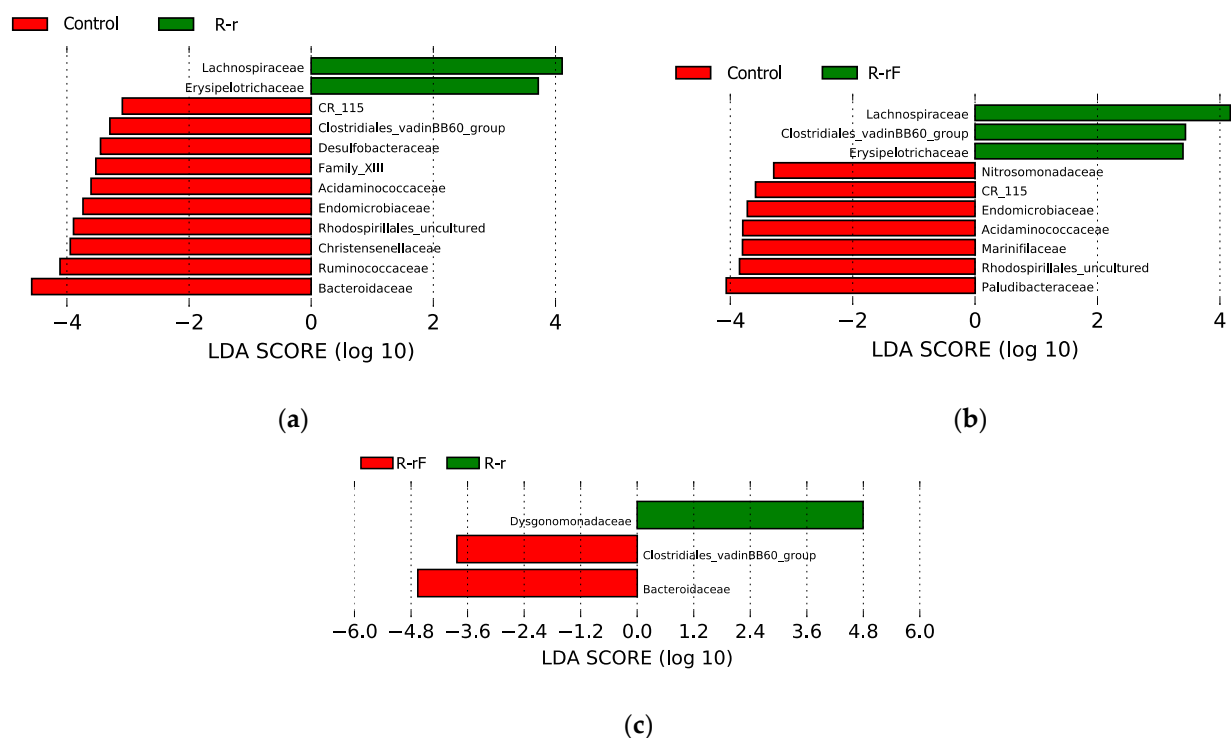 Control R-r
Lachnospiraceae
Erysipelotrichaceae
CR_115
Clostridiales_vadinBB60_group
Desulfobacteraceae
Family_XIII
Acidaminococcaceae
Endomicrobiaceae
Rhodospirillales_uncultured
Christensenellaceae
Ruminococcaceae
Bacteroidaceae
−4 −2 0 2 4
LDA SCORE (log 10)
(a)
Control R-rF
Lachnospiraceae
Clostridiales_vadinBB60_group
Erysipelotrichaceae
Nitrosomonadaceae
CR_115
Endomicrobiaceae
Acidaminococcaceae
Marinifilaceae
Rhodospirillales_uncultured
Paludibacteraceae
−4 −2 0 2 4
LDA SCORE (log 10)
(b)
R-rF R-r
Dysgonomonadaceae
Clostridiales_vadinBB60_group
Bacteroidaceae
−6.0 −4.8 −3.6 −2.4 −1.2 0.0 1.2 2.4 3.6 4.8 6.0
LDA SCORE (log 10)
(c)